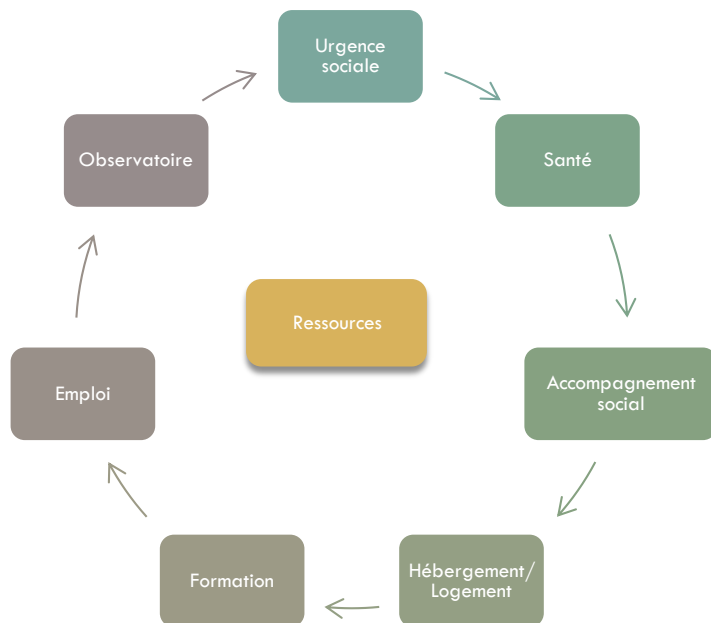 Urgence
sociale
Santé
Accompagnement
social
Hébergement/
Logement
Formation
Emploi
Observatoire
Ressources